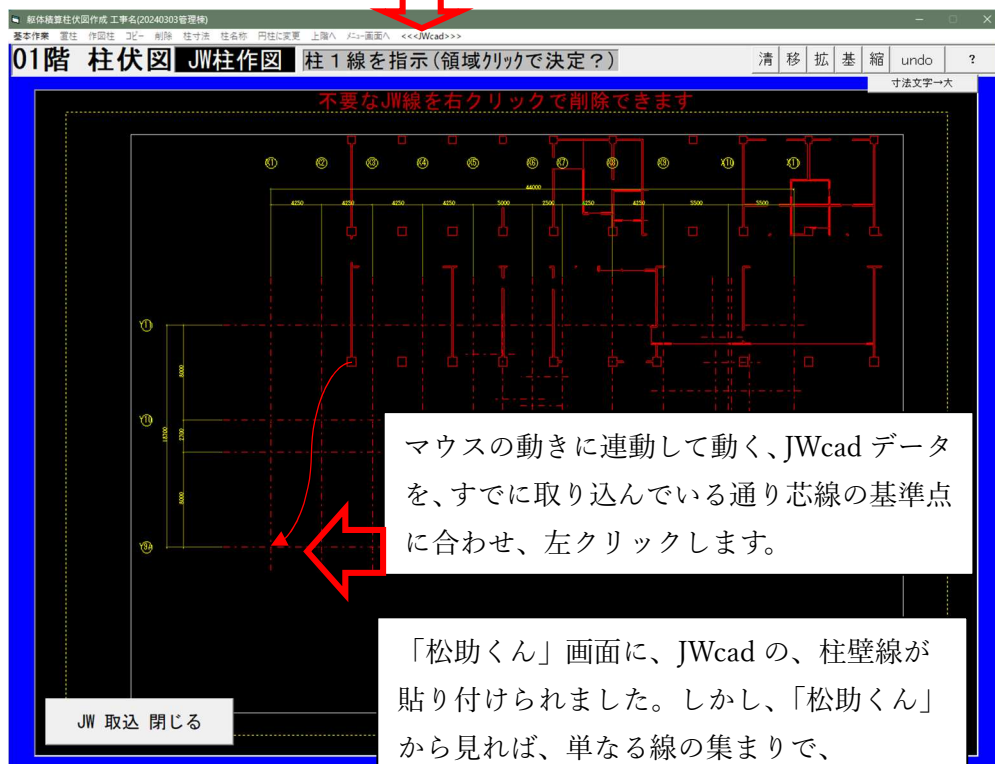 躯体積算柱伏図作成 工事名(20240303管理棟)
基本作業 置柱 作図柱 コピー 削除 柱寸法 柱名称 円柱に変更 上階へ メニュー画面へ <<<JWcad>>>
01階 柱伏図 JW柱作図 柱1線を指示(領域クリックで決定?) 清 移 拡 基 縮 undo ?
寸法文字→大
不要なJW線を右クリックで削除できます
X1 X2 X3 X4 X5 X6 X7 X8 X9 X10 X11
44000
4250 4250 4250 4250 5000 2500 4250 4250 5500 5500
Y11
8000
Y10
2700
8000
Y9A
マウスの動きに連動して動く、JWcad データ
を、すでに取り込んでいる通り芯線の基準点
に合わせ、左クリックします。
「松助くん」画面に、JWcad の、柱壁線が
貼り付けられました。しかし、「松助くん」
から見れば、単なる線の集まりで、
JW 取込 閉じる